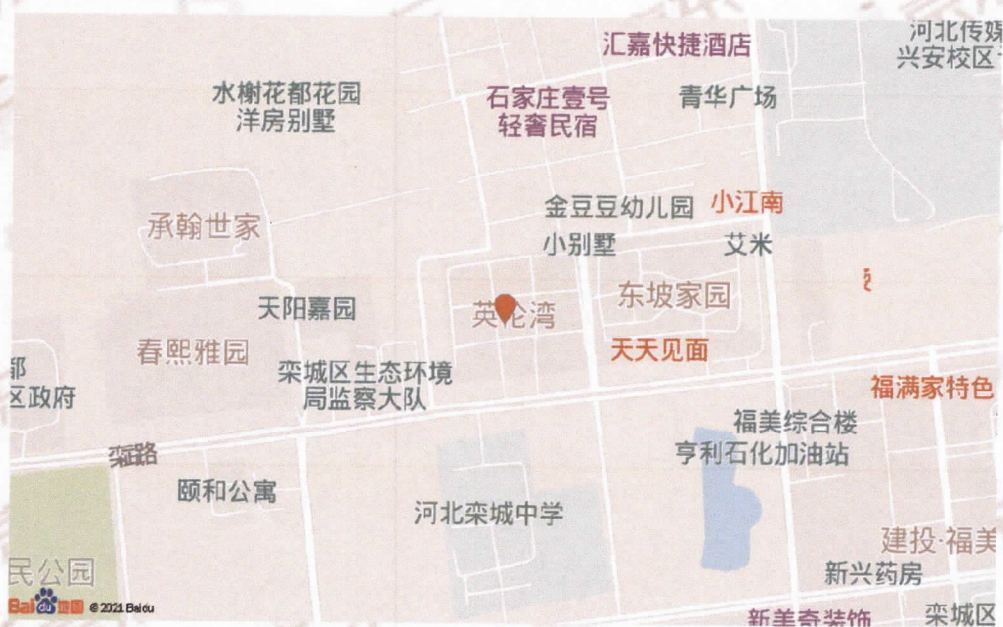 河北传媒
兴安校区
汇嘉快捷酒店
水榭花都花园
洋房别墅
石家庄壹号
轻奢民宿
青华广场
金豆豆幼儿园
小江南
承翰世家
小别墅
艾米
东坡家园
天阳嘉园
英伦湾
春熙雅园
天天见面
栾城区生态环境
局监察大队
区政府
福满家特色
福美综合楼
亨利石化加油站
路
颐和公寓
河北栾城中学
建投·福美
民公园
新兴药房
Bai du 地图
© 2021 Baidu
新美奇装饰
栾城区